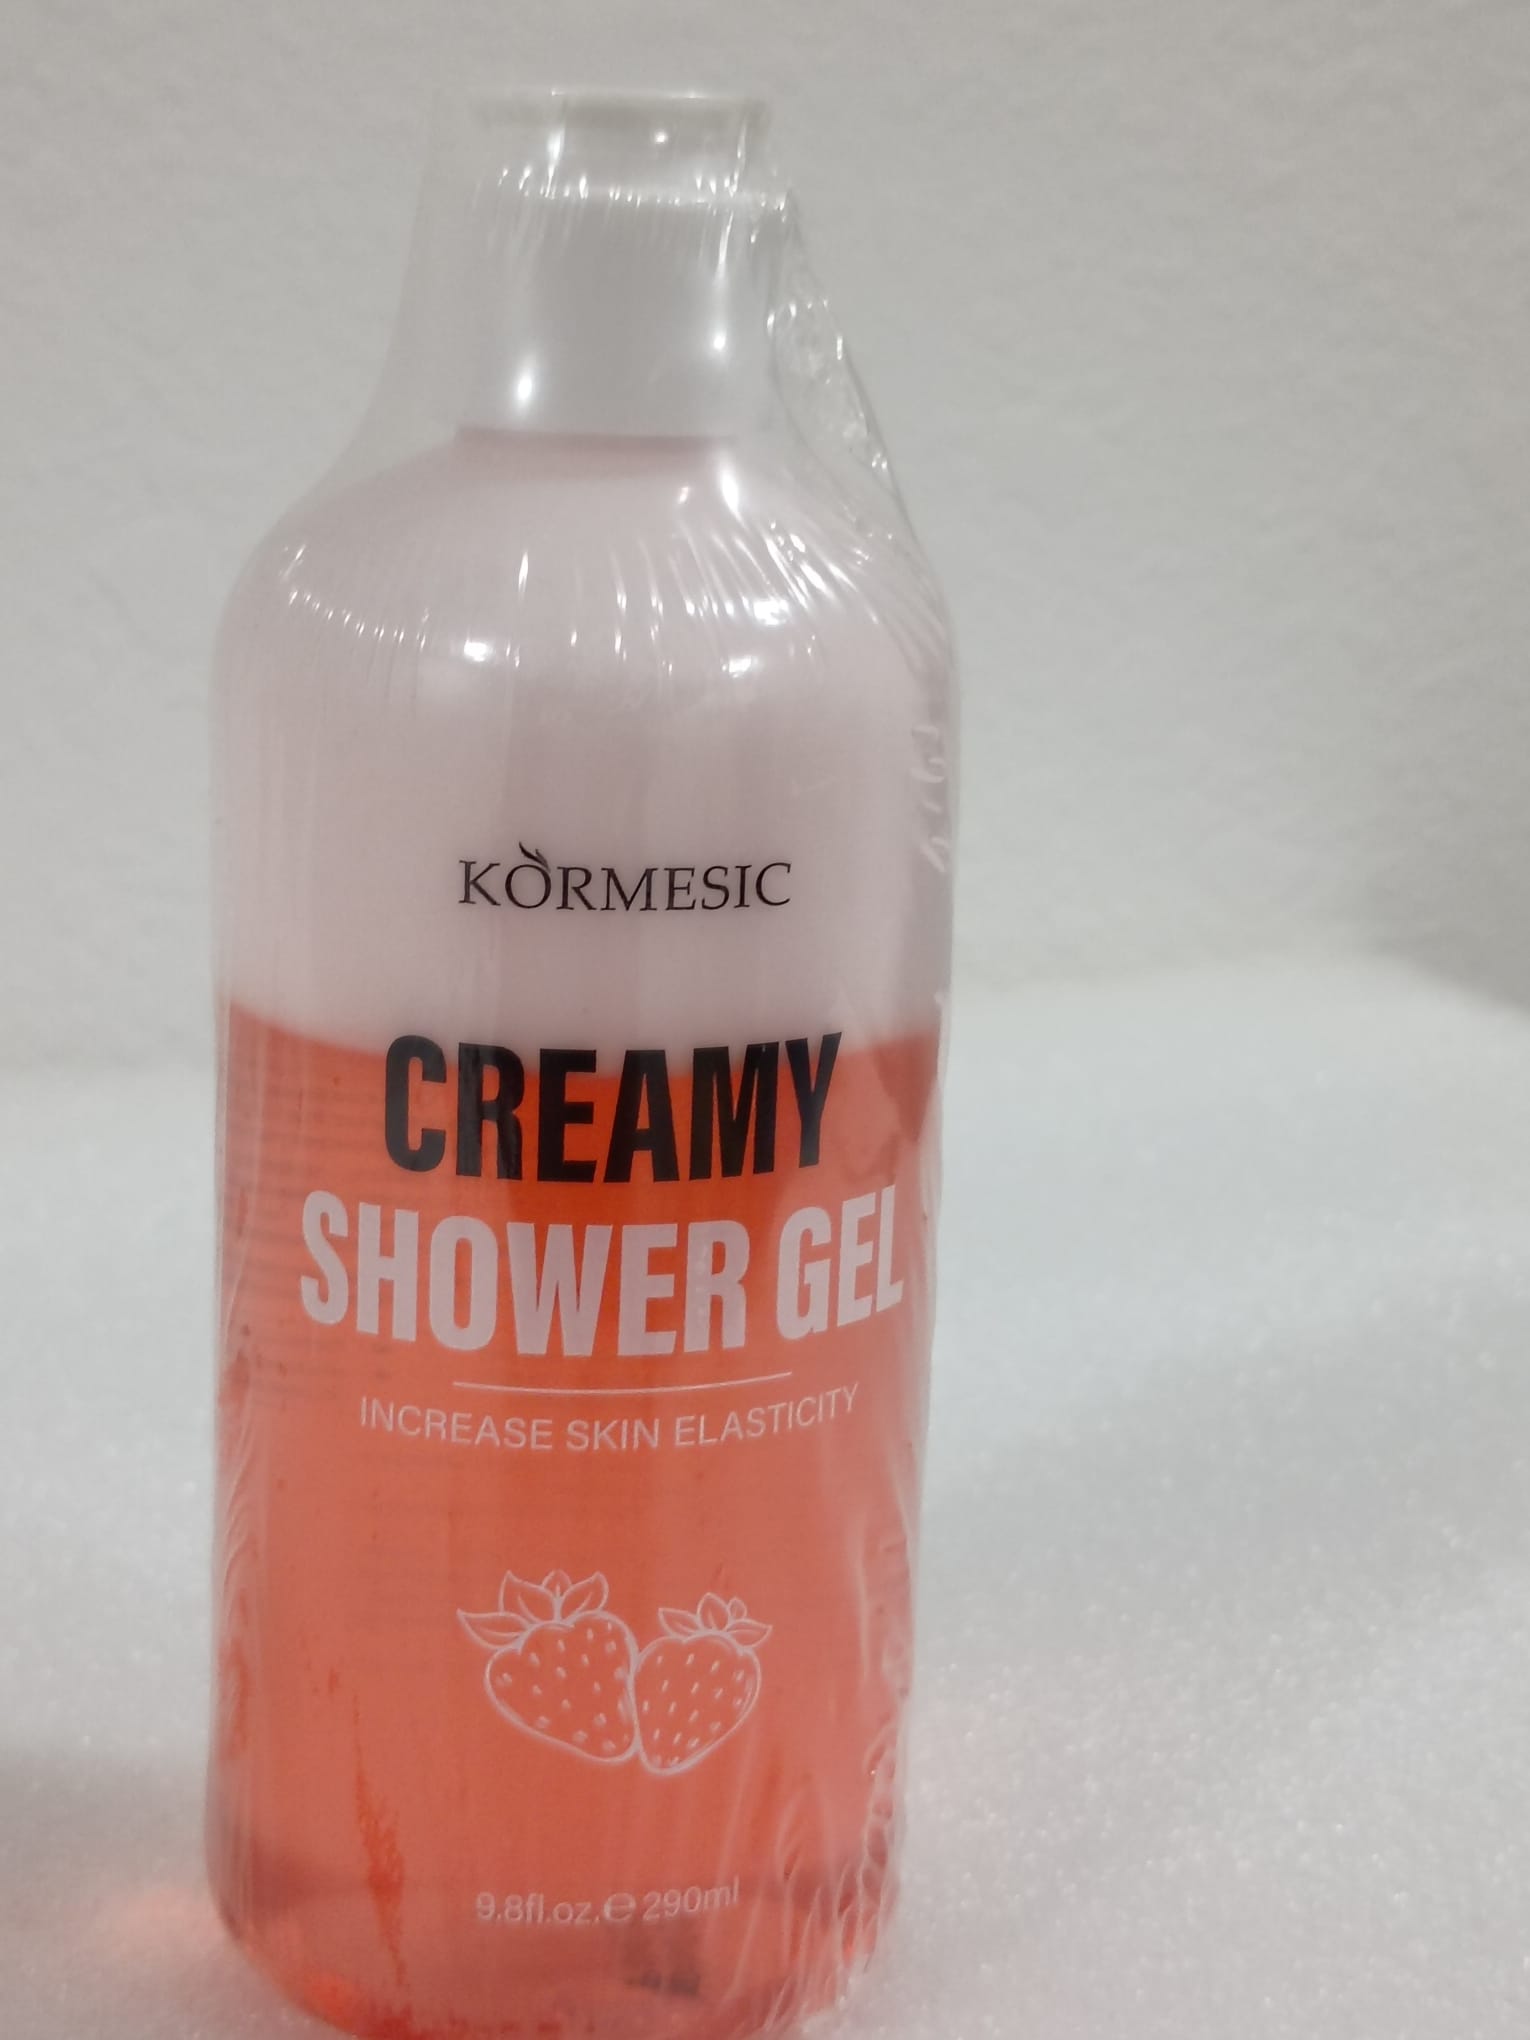 KORMESIC
CREAMY
SHOWER GEL
INCREASE SKIN ELASTICITY
9.8fl.oz.℮290ml